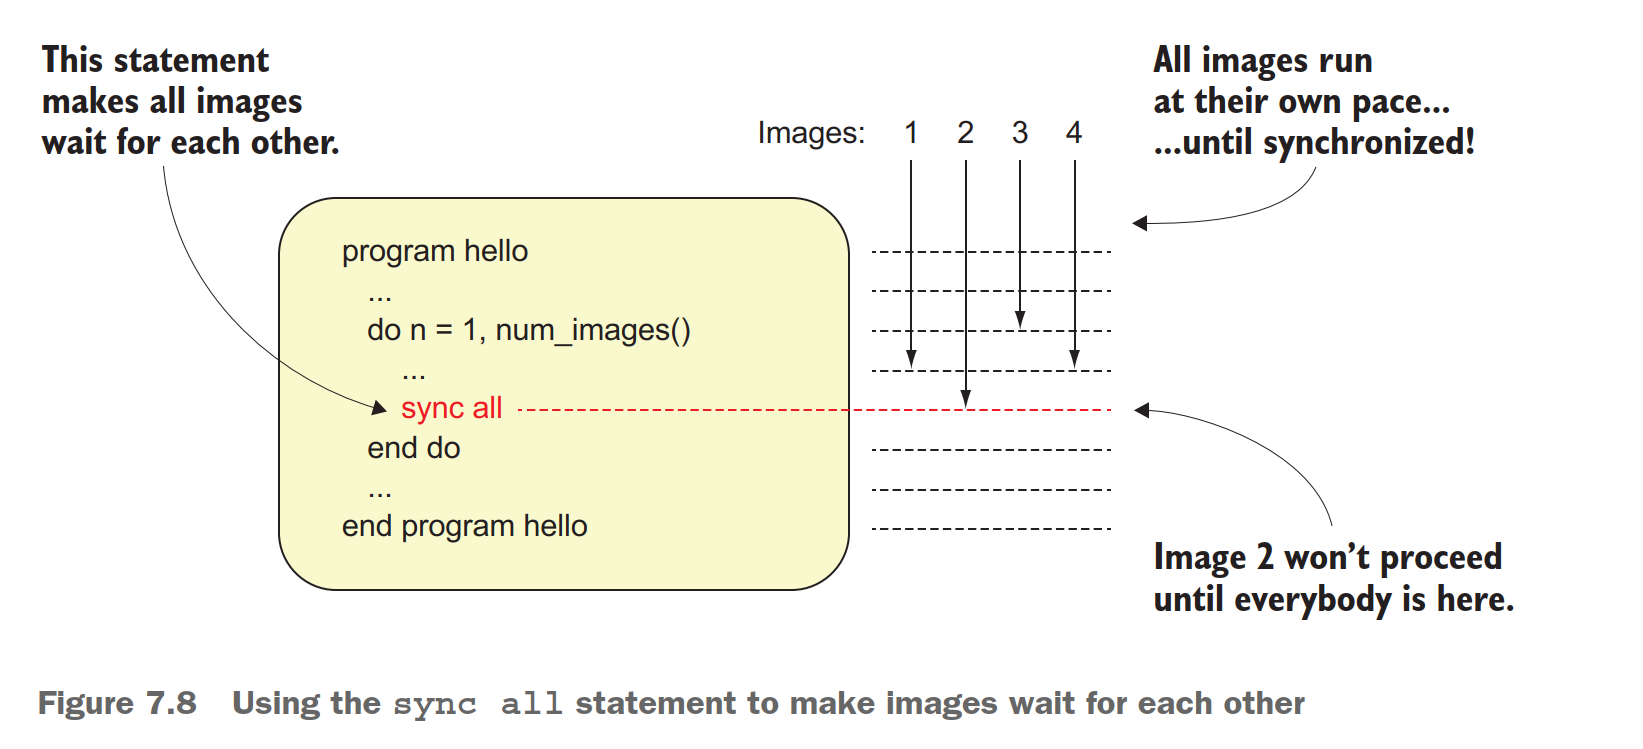 This statement
makes all images
wait for each other.
All images run
at their own pace...
...until synchronized!
Images: 1 2 3 4
program hello
...
do n = 1, num_images()
...
sync all
end do
...
end program hello
Image 2 won’t proceed
until everybody is here.
Figure 7.8 Using the sync all statement to make images wait for each other